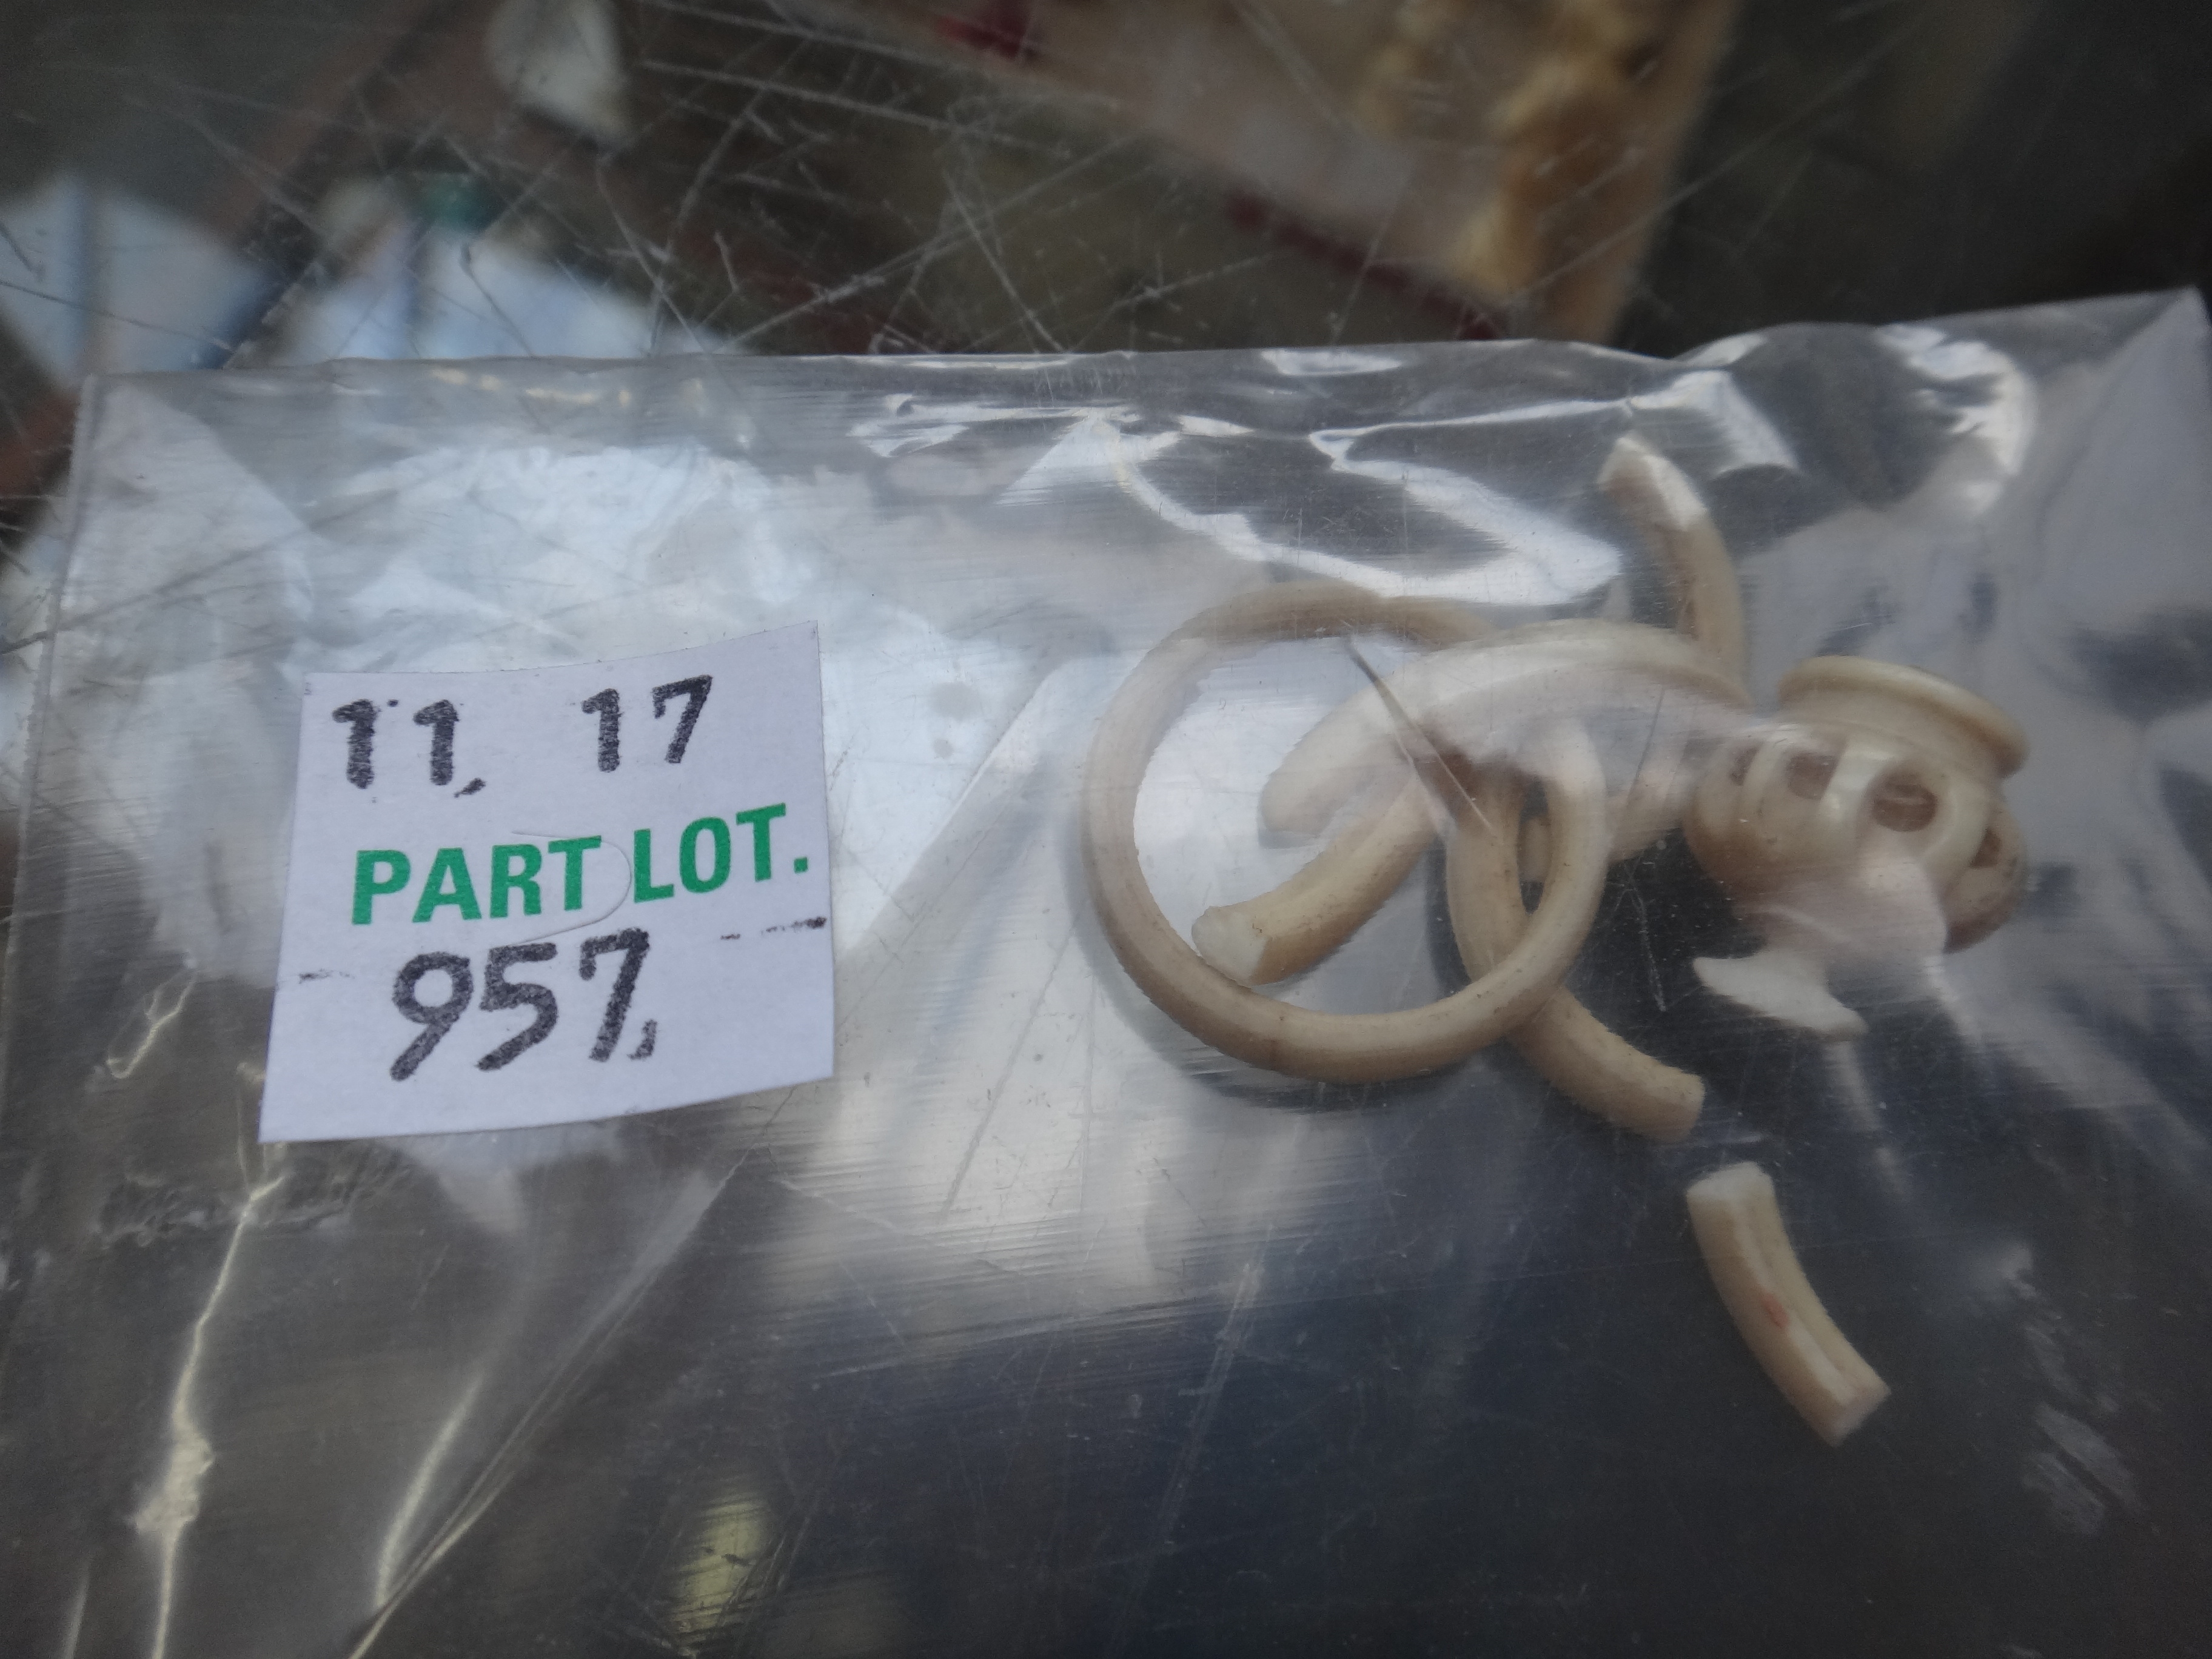 11, 17
PART LOT.
957,